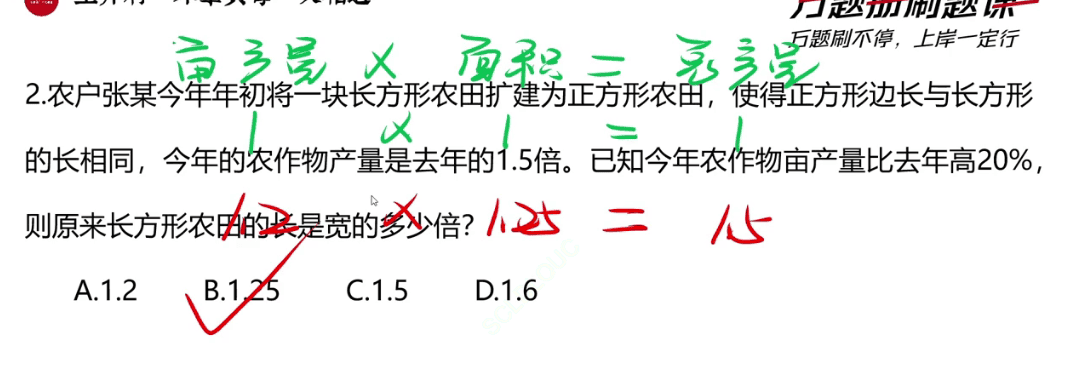 万题册刷题课
万题刷不停，上岸一定行
亩产量 × 面积 = 总产量
2.农户张某今年年初将一块长方形农田扩建为正方形农田，使得正方形边长与长方形
1 × 1 = 1
的长相同，今年的农作物产量是去年的1.5倍。已知今年农作物亩产量比去年高20%，
1.2 × 1.25 = 1.5
则原来长方形农田的长是宽的多少倍？
A.1.2 B.1.25 C.1.5 D.1.6